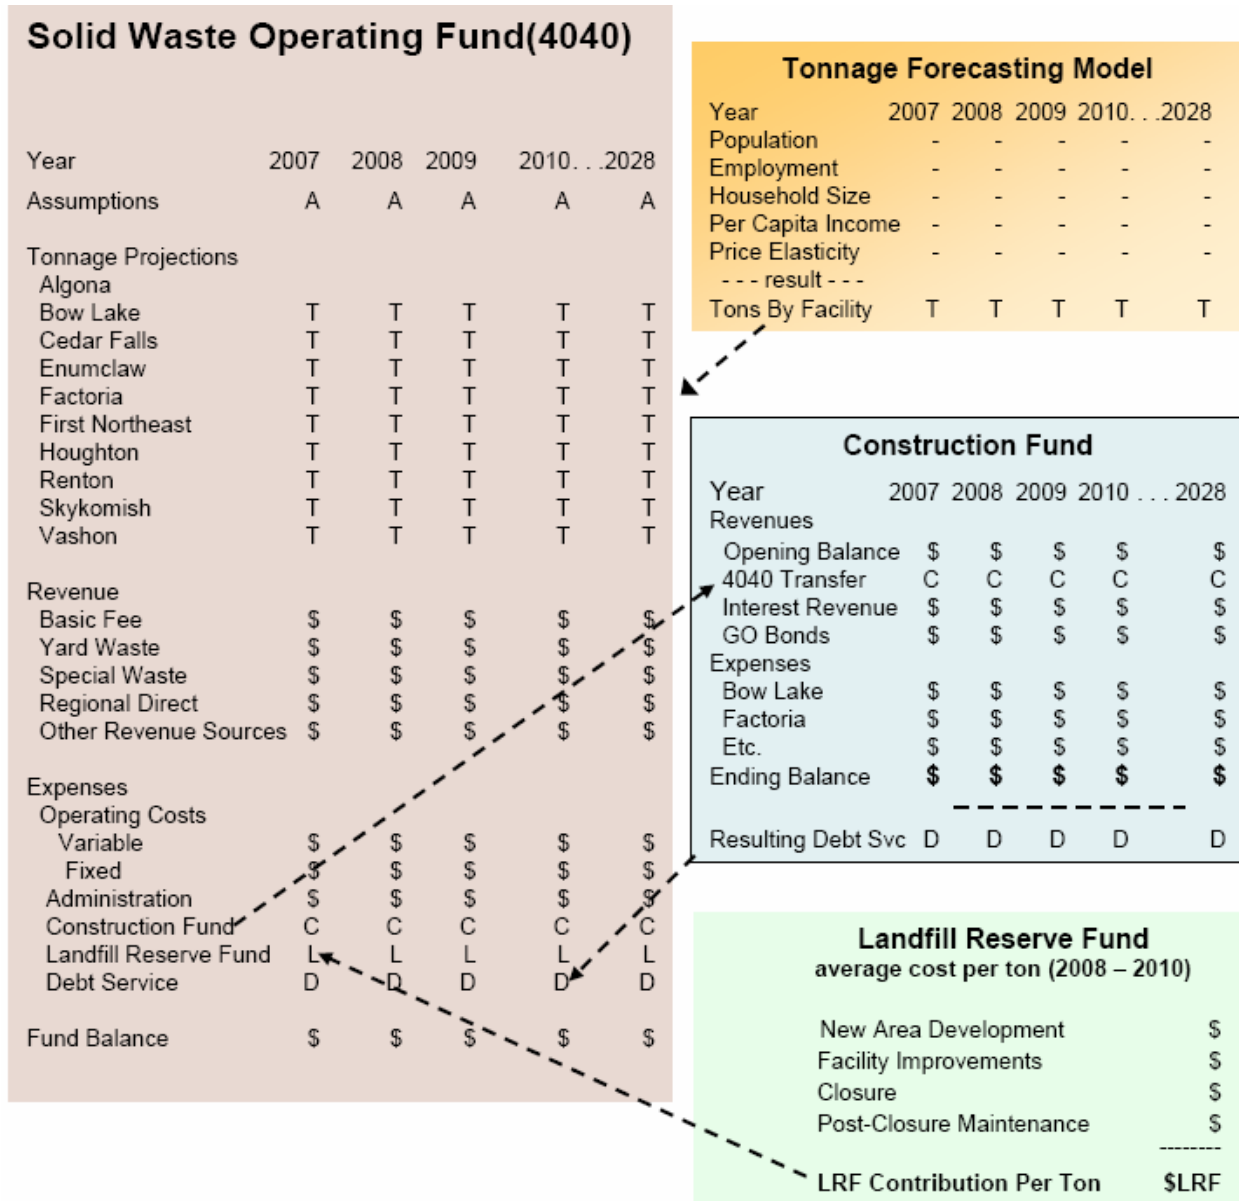 Solid Waste Operating Fund(4040)
Year 2007 2008 2009 2010. . .2028
Assumptions A A A A A
Tonnage Projections
Algona
Bow Lake T T T T T
Cedar Falls T T T T T
Enumclaw T T T T T
Factoria T T T T T
First Northeast T T T T T
Houghton T T T T T
Renton T T T T T
Skykomish T T T T T
Vashon T T T T T
Revenue
Basic Fee $ $ $ $ $
Yard Waste $ $ $ $ $
Special Waste $ $ $ $ $
Regional Direct $ $ $ $ $
Other Revenue Sources $ $ $ $ $
Expenses
Operating Costs
Variable $ $ $ $ $
Fixed $ $ $ $ $
Administration $ $ $ $ $
Construction Fund C C C C C
Landfill Reserve Fund L L L L L
Debt Service D D D D D
Fund Balance $ $ $ $ $
Tonnage Forecasting Model
Year 2007 2008 2009 2010. . .2028
Population - - - - -
Employment - - - - -
Household Size - - - - -
Per Capita Income - - - - -
Price Elasticity - - - - -
- - - result - - -
Tons By Facility T T T T T
Construction Fund
Year 2007 2008 2009 2010 . . . 2028
Revenues
Opening Balance $ $ $ $ $
4040 Transfer C C C C C
Interest Revenue $ $ $ $ $
GO Bonds $ $ $ $ $
Expenses
Bow Lake $ $ $ $ $
Factoria $ $ $ $ $
Etc. $ $ $ $ $
Ending Balance $ $ $ $ $
Resulting Debt Svc D D D D D
Landfill Reserve Fund
average cost per ton (2008 – 2010)
New Area Development $
Facility Improvements $
Closure $
Post-Closure Maintenance $
--------
LRF Contribution Per Ton $LRF